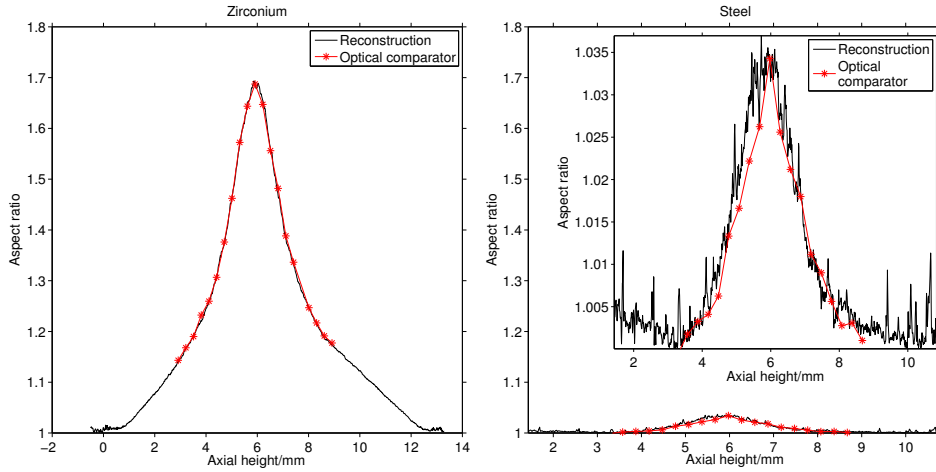 Zirconium
Aspect ratio
1.8
1.7
1.6
1.5
1.4
1.3
1.2
1.1
1
Reconstruction
Optical comparator
−2 0 2 4 6 8 10 12 14
Axial height/mm
Steel
Aspect ratio
1.8
1.7
1.6
1.5
1.4
1.3
1.2
1.1
1
2 3 4 5 6 7 8 9 10
Axial height/mm
Aspect ratio
1.035
1.03
1.025
1.02
1.015
1.01
1.005
Reconstruction
Optical
comparator
2 4 6 8 10
Axial height/mm